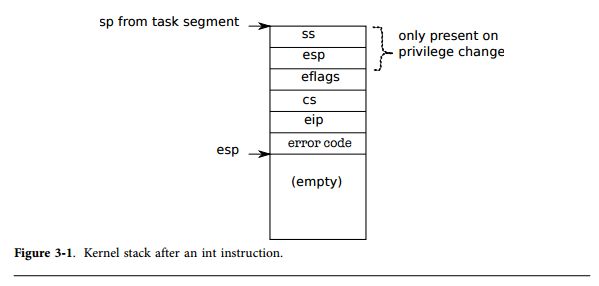 sp from task segment
ss
only present on
privilege change
esp
eflags
cs
eip
error code
esp
(empty)
Figure 3-1. Kernel stack after an int instruction.